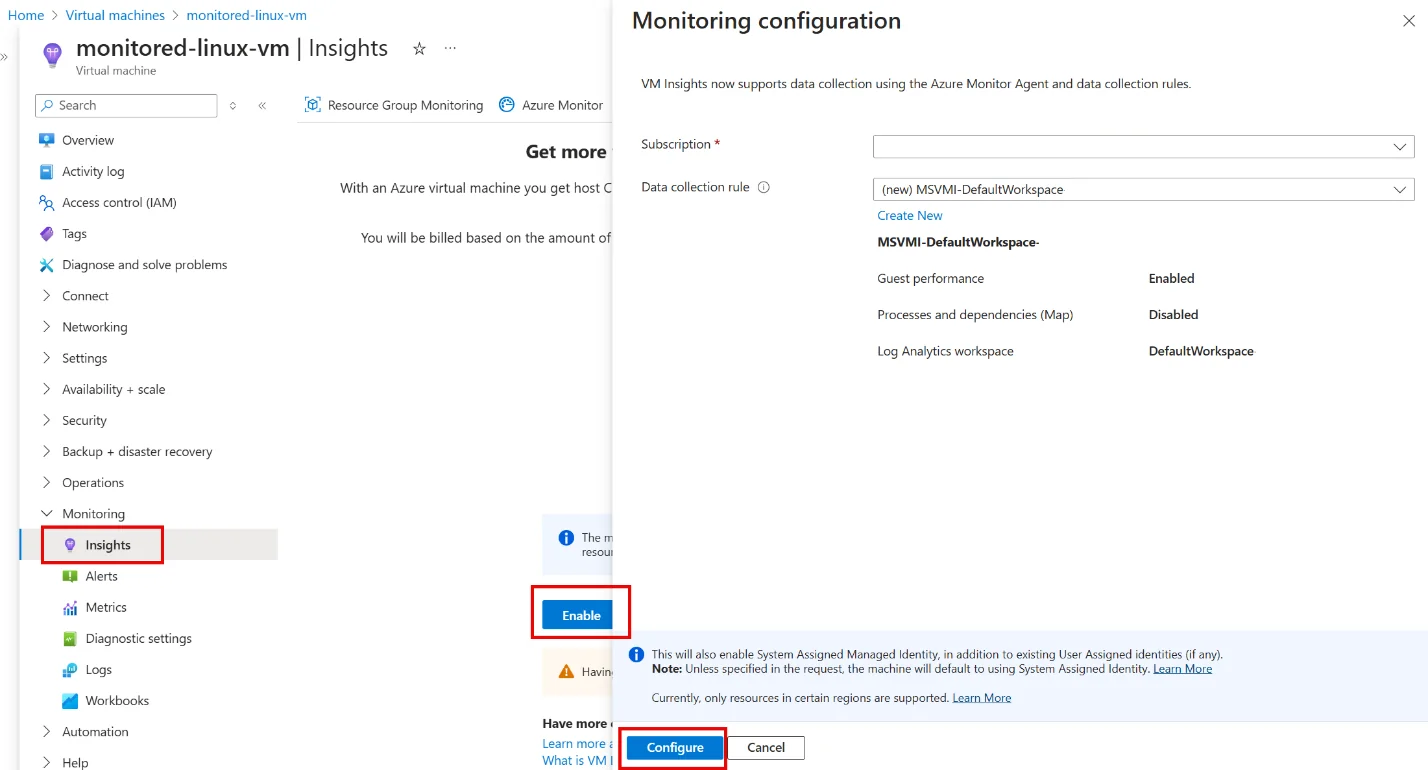 Home > Virtual machines > monitored-linux-vm
monitored-linux-vm | Insights
Virtual machine
Search
Overview
Activity log
Access control (IAM)
Tags
Diagnose and solve problems
Connect
Networking
Settings
Availability + scale
Security
Backup + disaster recovery
Operations
Monitoring
Insights
Alerts
Metrics
Diagnostic settings
Logs
Workbooks
Automation
Help
Resource Group Monitoring
Azure Monitor
Get more
With an Azure virtual machine you get host
You will be billed based on the amount of
The
Enable
Have more
Learn more
What is VM
Monitoring configuration
VM Insights now supports data collection using the Azure Monitor Agent and data collection rules.
Subscription *
Data collection rule
(new) MSVMI-DefaultWorkspace
Create New
MSVMI-DefaultWorkspace-
Guest performance Enabled
Processes and dependencies (Map) Disabled
Log Analytics workspace DefaultWorkspace
This will also enable System Assigned Managed Identity, in addition to existing User Assigned identities (if any).
Note: Unless specified in the request, the machine will default to using System Assigned Identity. Learn More
Currently, only resources in certain regions are supported. Learn More
Configure
Cancel